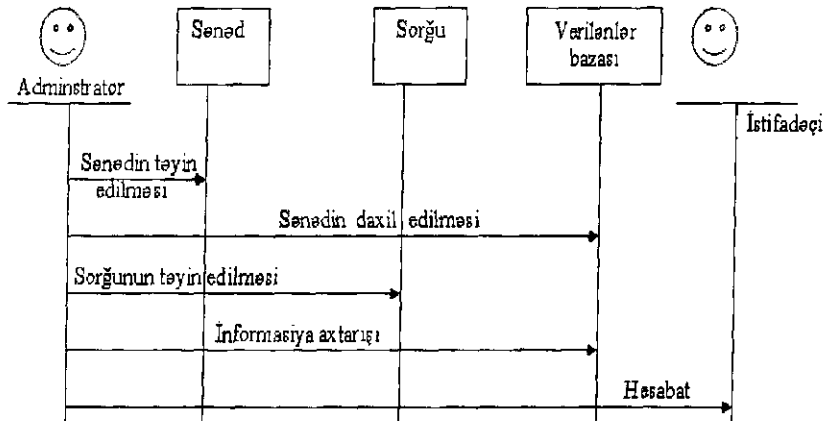 Sənəd
Sorğu
Verilənlər
bazası
Adminstrator
İstifadəçi
Sənədin təyin
edilməsi
Sənədin daxil edilməsi
Sorğunun təyin edilməsi
İnformasiya axtarışı
Hesabat